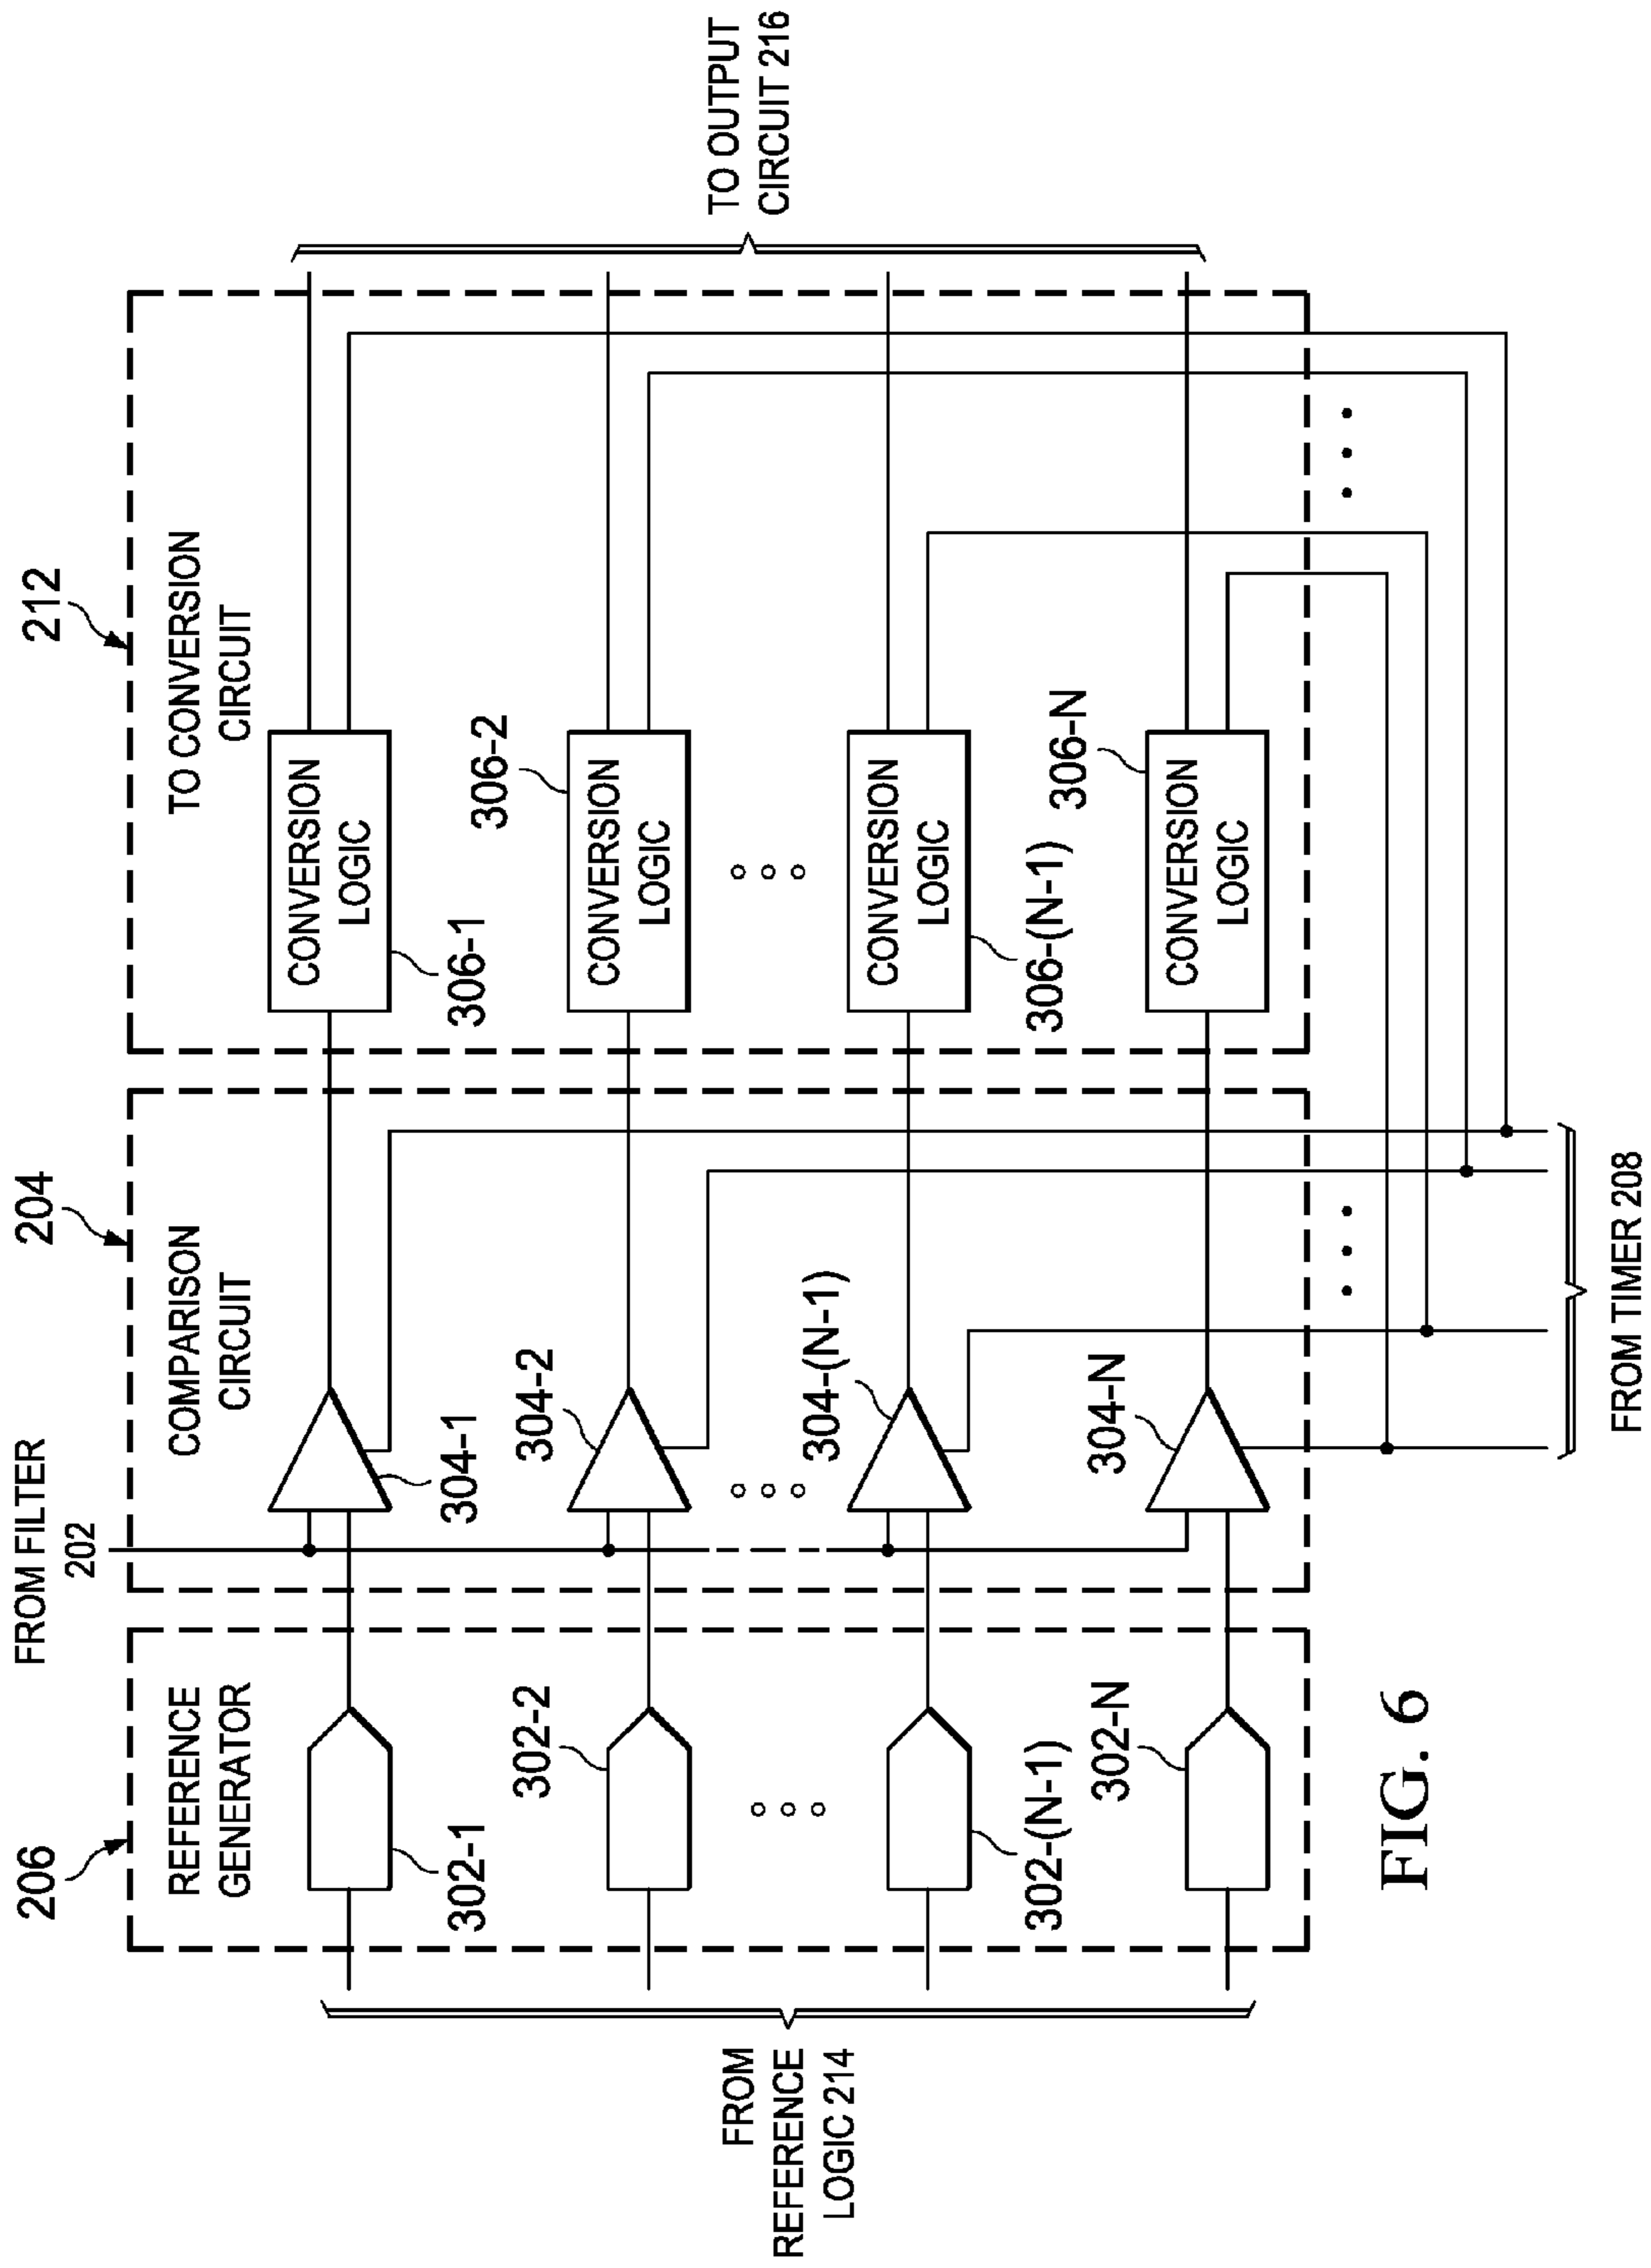 206
FROM FILTER
202
204
212
REFERENCE
GENERATOR
COMPARISON
CIRCUIT
TO CONVERSION
CIRCUIT
302-1
304-1
306-1
CONVERSION
LOGIC
302-2
304-2
306-2
CONVERSION
LOGIC
302-(N-1)
304-(N-1)
306-(N-1)
CONVERSION
LOGIC
302-N
304-N
306-N
CONVERSION
LOGIC
FROM
REFERENCE
LOGIC 214
TO OUTPUT
CIRCUIT 216
FROM TIMER 208
FIG. 6